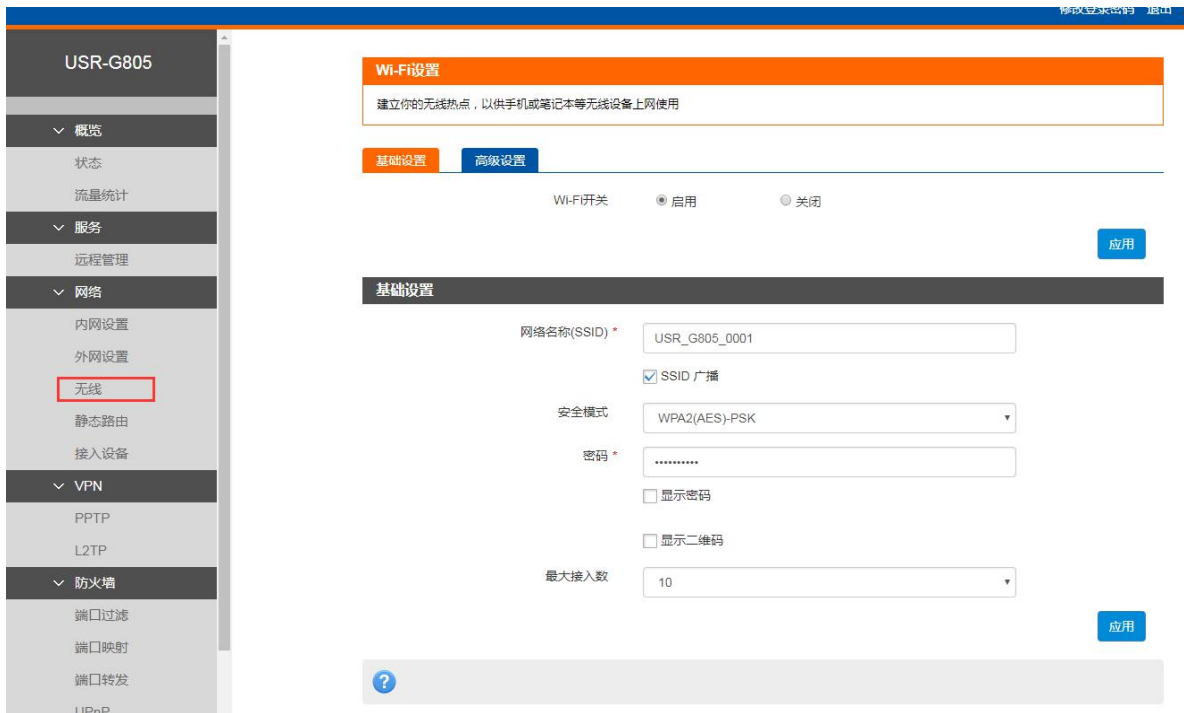 修改登录密码 退出
USR-G805
概览
状态
流量统计
服务
远程管理
网络
内网设置
外网设置
无线
静态路由
接入设备
VPN
PPTP
L2TP
防火墙
端口过滤
端口映射
端口转发
UPnP
Wi-Fi设置
建立你的无线热点，以供手机或笔记本等无线设备上网使用
基础设置 高级设置
Wi-Fi开关 启用 关闭
应用
基础设置
网络名称(SSID) * USR_G805_0001
SSID 广播
安全模式 WPA2(AES)-PSK
密码 * ••••••••••
显示密码
显示二维码
最大接入数 10
应用
?